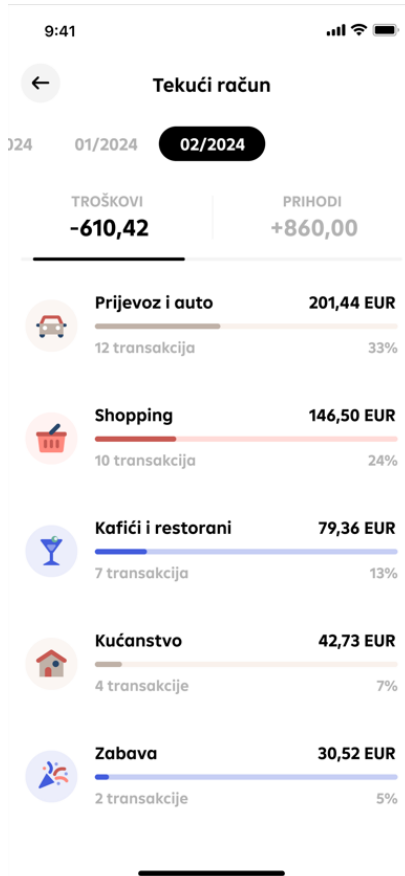 9:41
Tekući račun
024 01/2024 02/2024
TROŠKOVI PRIHODI
-610,42 +860,00
Prijevoz i auto 201,44 EUR
12 transakcija 33%
Shopping 146,50 EUR
10 transakcija 24%
Kafići i restorani 79,36 EUR
7 transakcija 13%
Kućanstvo 42,73 EUR
4 transakcije 7%
Zabava 30,52 EUR
2 transakcije 5%